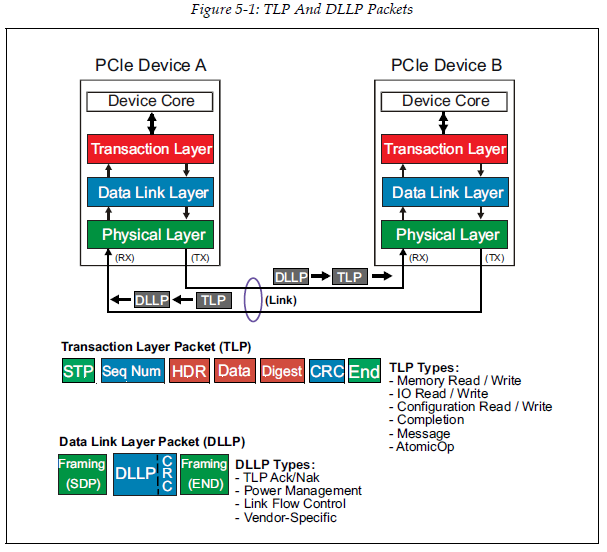 Figure 5-1: TLP And DLLP Packets
PCIe Device A
PCIe Device B
Device Core
Device Core
Transaction Layer
Transaction Layer
Data Link Layer
Data Link Layer
Physical Layer
Physical Layer
(RX)
(TX)
(RX)
(TX)
DLLP
TLP
DLLP
TLP
(Link)
Transaction Layer Packet (TLP)
STP
Seq Num
HDR
Data
Digest
CRC
End
TLP Types:
- Memory Read / Write
- IO Read / Write
- Configuration Read / Write
- Completion
- Message
- AtomicOp
Data Link Layer Packet (DLLP)
Framing
(SDP)
DLLP
CRC
Framing
(END)
DLLP Types:
- TLP Ack/Nak
- Power Management
- Link Flow Control
- Vendor-Specific